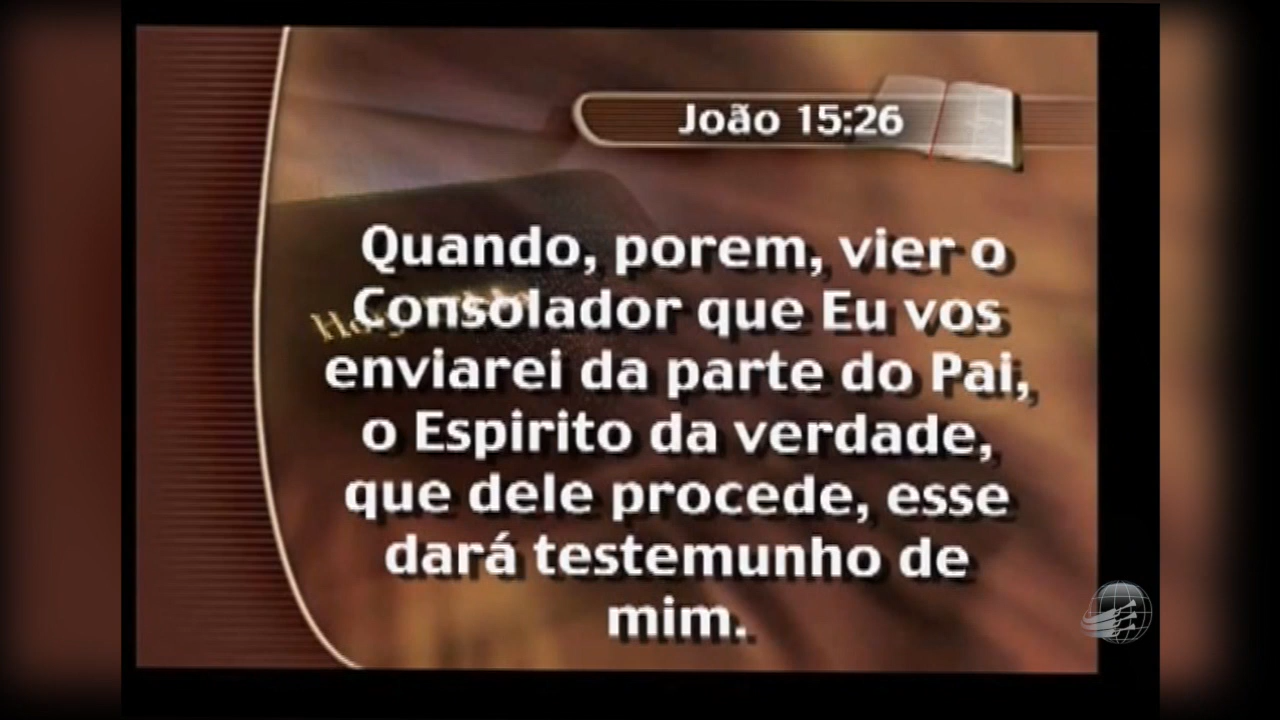 João 15:26
Quando, porem, vier o
Consolador que Eu vos
enviarei da parte do Pai,
o Espirito da verdade,
que dele procede, esse
dará testemunho de
mim.
Holy